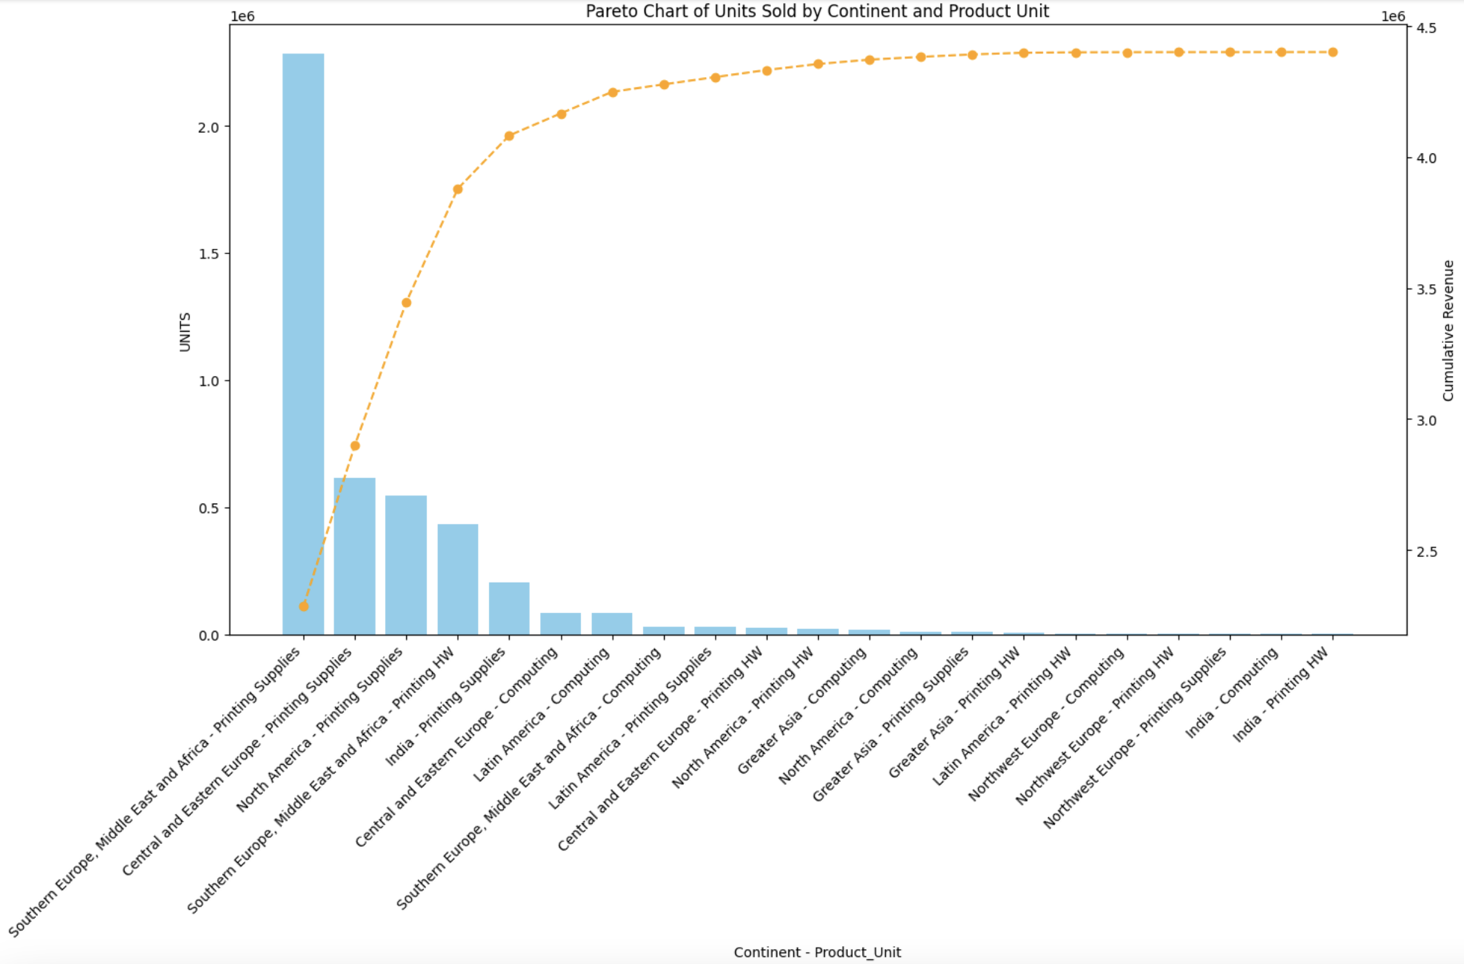 Pareto Chart of Units Sold by Continent and Product Unit
1e6
1e6
2.0
1.5
1.0
0.5
0.0
UNITS
4.5
4.0
3.5
3.0
2.5
Cumulative Revenue
Southern Europe, Middle East and Africa - Printing Supplies
Central and Eastern Europe - Printing Supplies
North America - Printing Supplies
Southern Europe, Middle East and Africa - Printing HW
India - Printing Supplies
Central and Eastern Europe - Computing
Latin America - Computing
Southern Europe, Middle East and Africa - Computing
Latin America - Printing Supplies
Central and Eastern Europe - Printing HW
North America - Printing HW
Greater Asia - Computing
North America - Computing
Greater Asia - Printing Supplies
Greater Asia - Printing HW
Latin America - Printing HW
Northwest Europe - Computing
Northwest Europe - Printing HW
Northwest Europe - Printing Supplies
India - Computing
India - Printing HW
Continent - Product_Unit